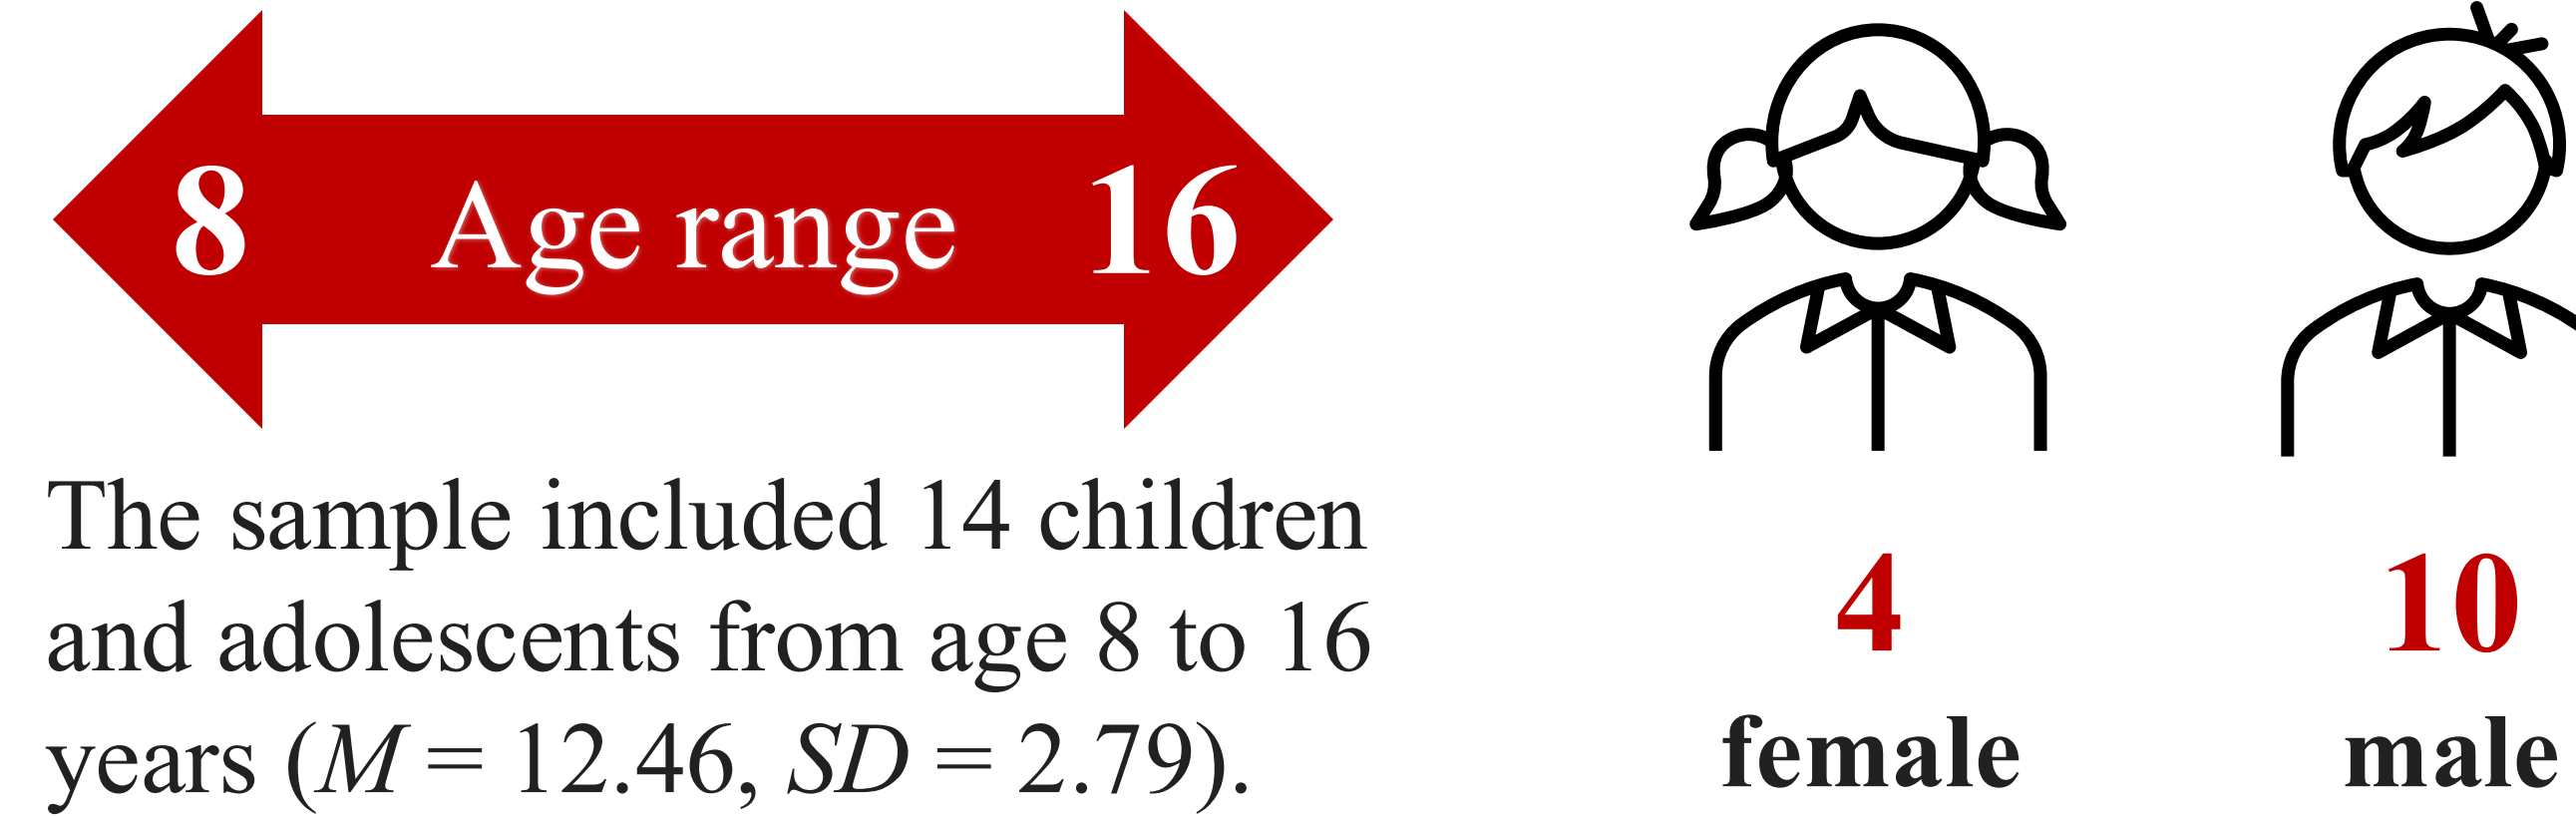 8 Age range 16
The sample included 14 children
and adolescents from age 8 to 16
years (M = 12.46, SD = 2.79).
4
female
10
male